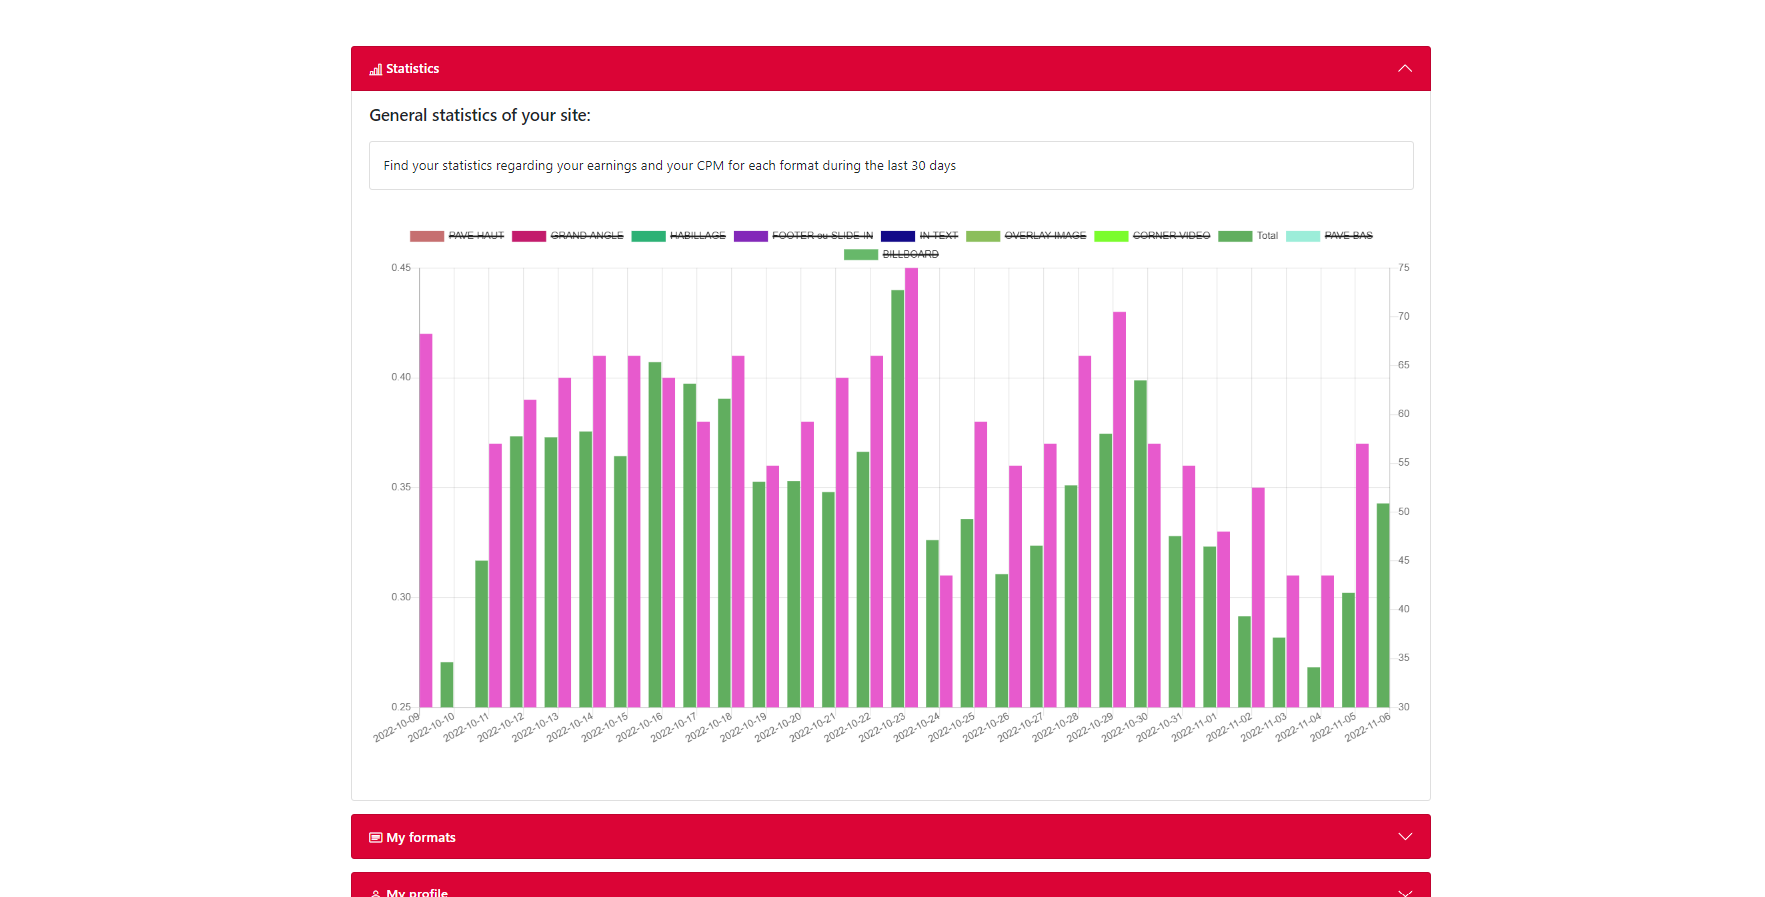 Statistics
General statistics of your site:
Find your statistics regarding your earnings and your CPM for each format during the last 30 days
PAVE HAUT GRAND ANGLE HABILLAGE FOOTER ou SLIDE-IN IN TEXT OVERLAY IMAGE CORNER VIDEO Total PAVE BAS
BILLBOARD
0.45 75
70
65
0.40
60
55
0.35
50
45
0.30 40
35
0.25 30
2022-10-09 2022-10-10 2022-10-11 2022-10-12 2022-10-13 2022-10-14 2022-10-15 2022-10-16 2022-10-17 2022-10-18 2022-10-19 2022-10-20 2022-10-21 2022-10-22 2022-10-23 2022-10-24 2022-10-25 2022-10-26 2022-10-27 2022-10-28 2022-10-29 2022-10-30 2022-10-31 2022-11-01 2022-11-02 2022-11-03 2022-11-04 2022-11-05 2022-11-06
My formats
My profile